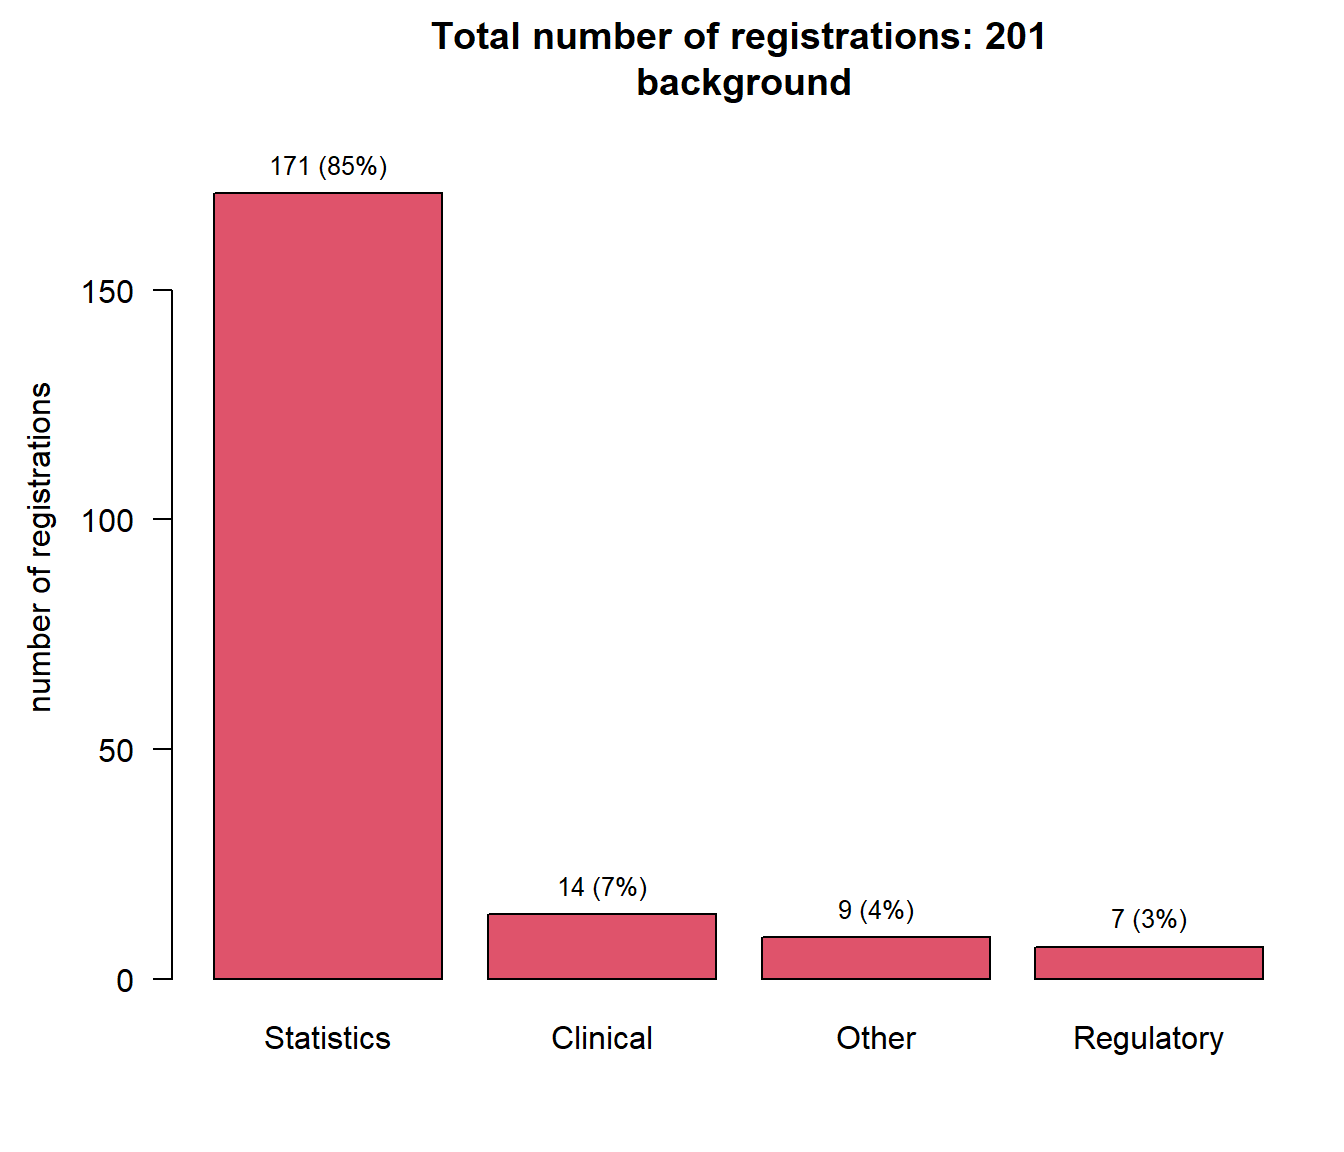 Total number of registrations: 201
background
171 (85%)
150
100
50
0
number of registrations
14 (7%)
9 (4%)
7 (3%)
Statistics
Clinical
Other
Regulatory